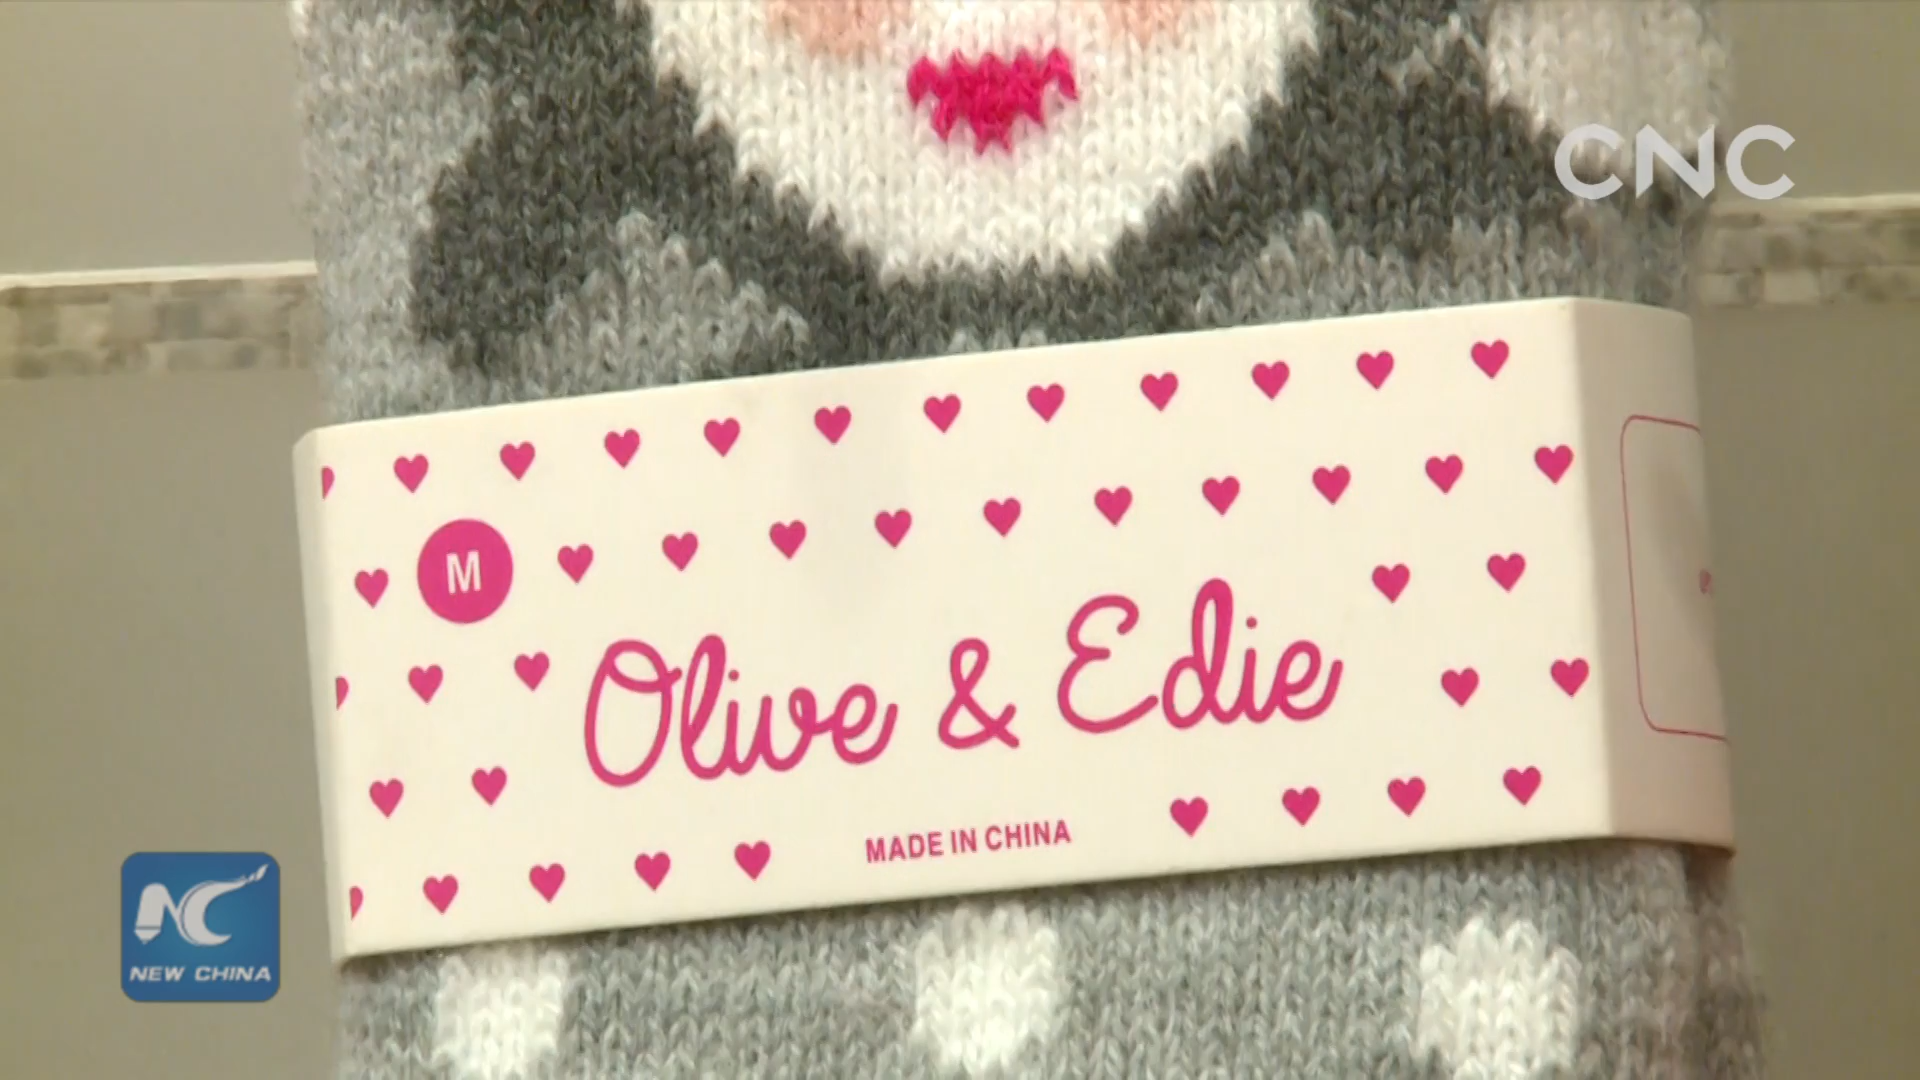 CNC
M
Olive & Edie
MADE IN CHINA
NEW CHINA